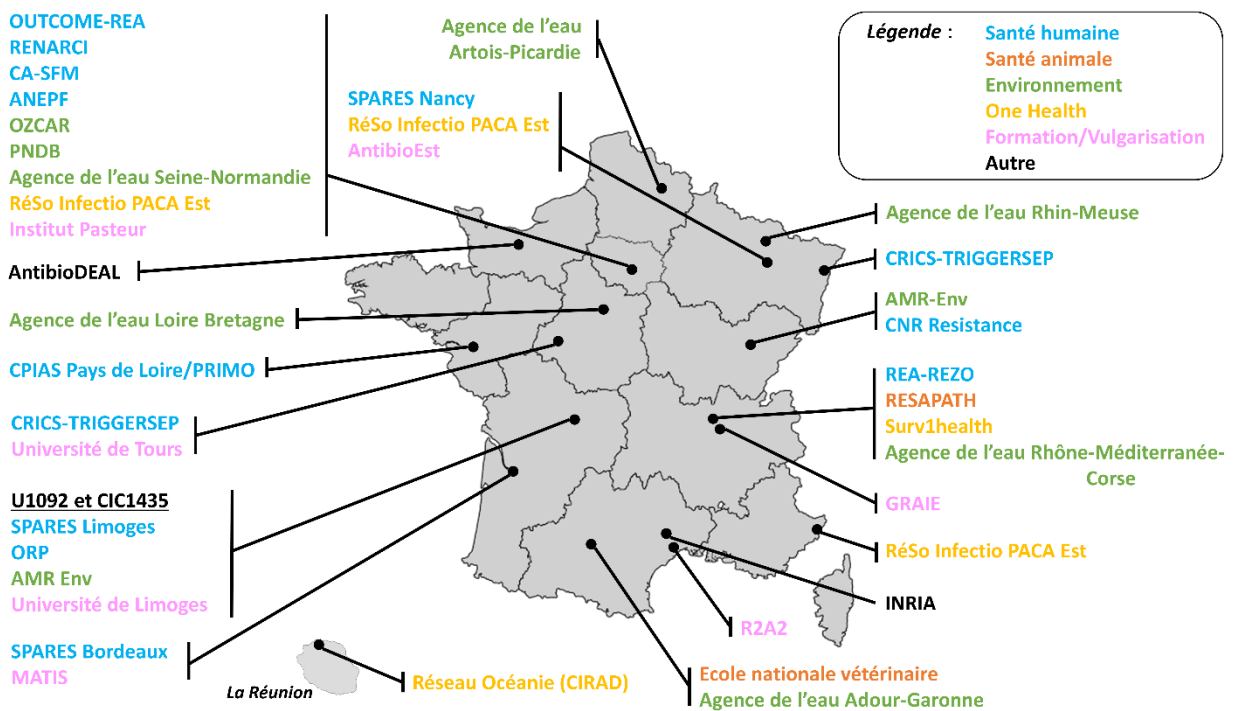 OUTCOME-REA
RENARCI
CA-SFM
ANEPF
OZCAR
PNDB
Agence de l'eau Seine-Normandie
RéSo Infectio PACA Est
Institut Pasteur
AntibioDEAL
Agence de l'eau Loire Bretagne
CPIAS Pays de Loire/PRIMO
CRICS-TRIGGERSEP
Université de Tours
U1092 et CIC1435
SPARES Limoges
ORP
AMR Env
Université de Limoges
SPARES Bordeaux
MATIS
La Réunion
Réseau Océanie (CIRAD)
Agence de l'eau
Artois-Picardie
SPARES Nancy
RéSo Infectio PACA Est
AntibioEst
Légende :
Santé humaine
Santé animale
Environnement
One Health
Formation/Vulgarisation
Autre
Agence de l'eau Rhin-Meuse
CRICS-TRIGGERSEP
AMR-Env
CNR Resistance
REA-REZO
RESAPATH
Surv1health
Agence de l'eau Rhône-Méditerranée-
Corse
GRAIE
RéSo Infectio PACA Est
INRIA
R2A2
Ecole nationale vétérinaire
Agence de l'eau Adour-Garonne